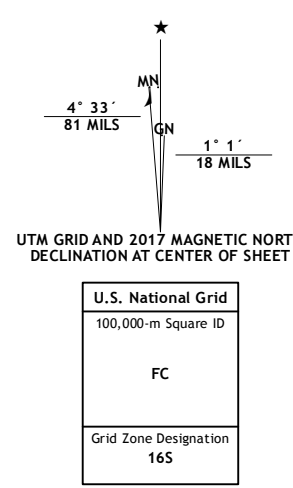 MN
4° 33´
81 MILS
GN
1° 1´
18 MILS
UTM GRID AND 2017 MAGNETIC NORT
DECLINATION AT CENTER OF SHEET
U.S. National Grid
100,000-m Square ID
FC
Grid Zone Designation
16S